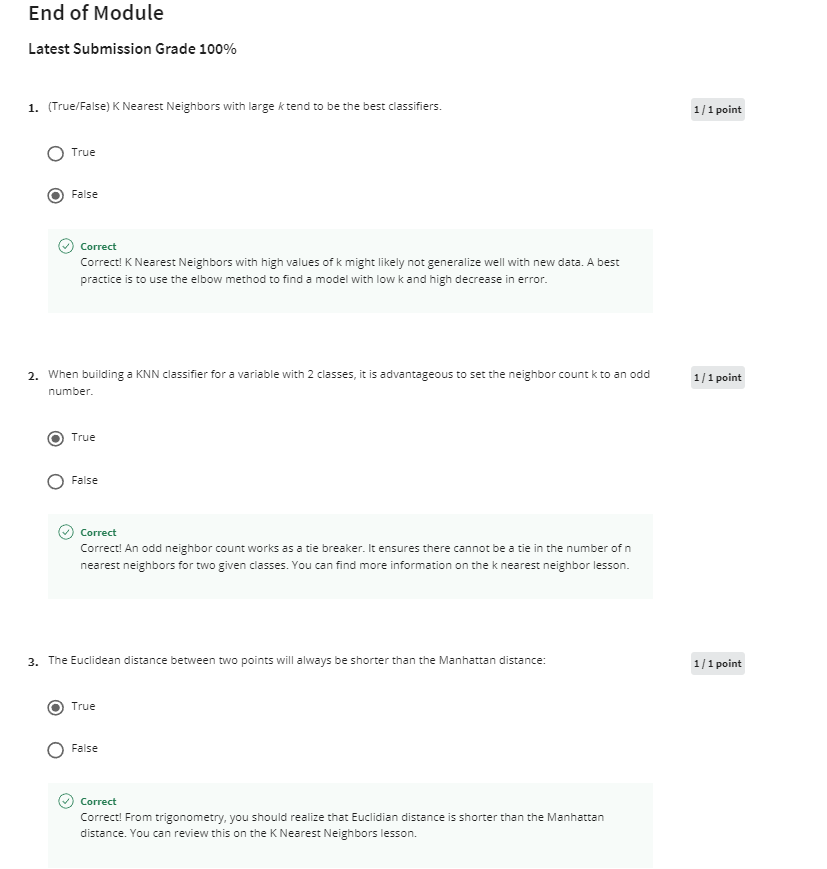 End of Module
Latest Submission Grade 100%
1. (True/False) K Nearest Neighbors with large k tend to be the best classifiers.
1 / 1 point
True
False
Correct
Correct! K Nearest Neighbors with high values of k might likely not generalize well with new data. A best
practice is to use the elbow method to find a model with low k and high decrease in error.
2. When building a KNN classifier for a variable with 2 classes, it is advantageous to set the neighbor count k to an odd
number.
1 / 1 point
True
False
Correct
Correct! An odd neighbor count works as a tie breaker. It ensures there cannot be a tie in the number of n
nearest neighbors for two given classes. You can find more information on the k nearest neighbor lesson.
3. The Euclidean distance between two points will always be shorter than the Manhattan distance:
1 / 1 point
True
False
Correct
Correct! From trigonometry, you should realize that Euclidian distance is shorter than the Manhattan
distance. You can review this on the K Nearest Neighbors lesson.